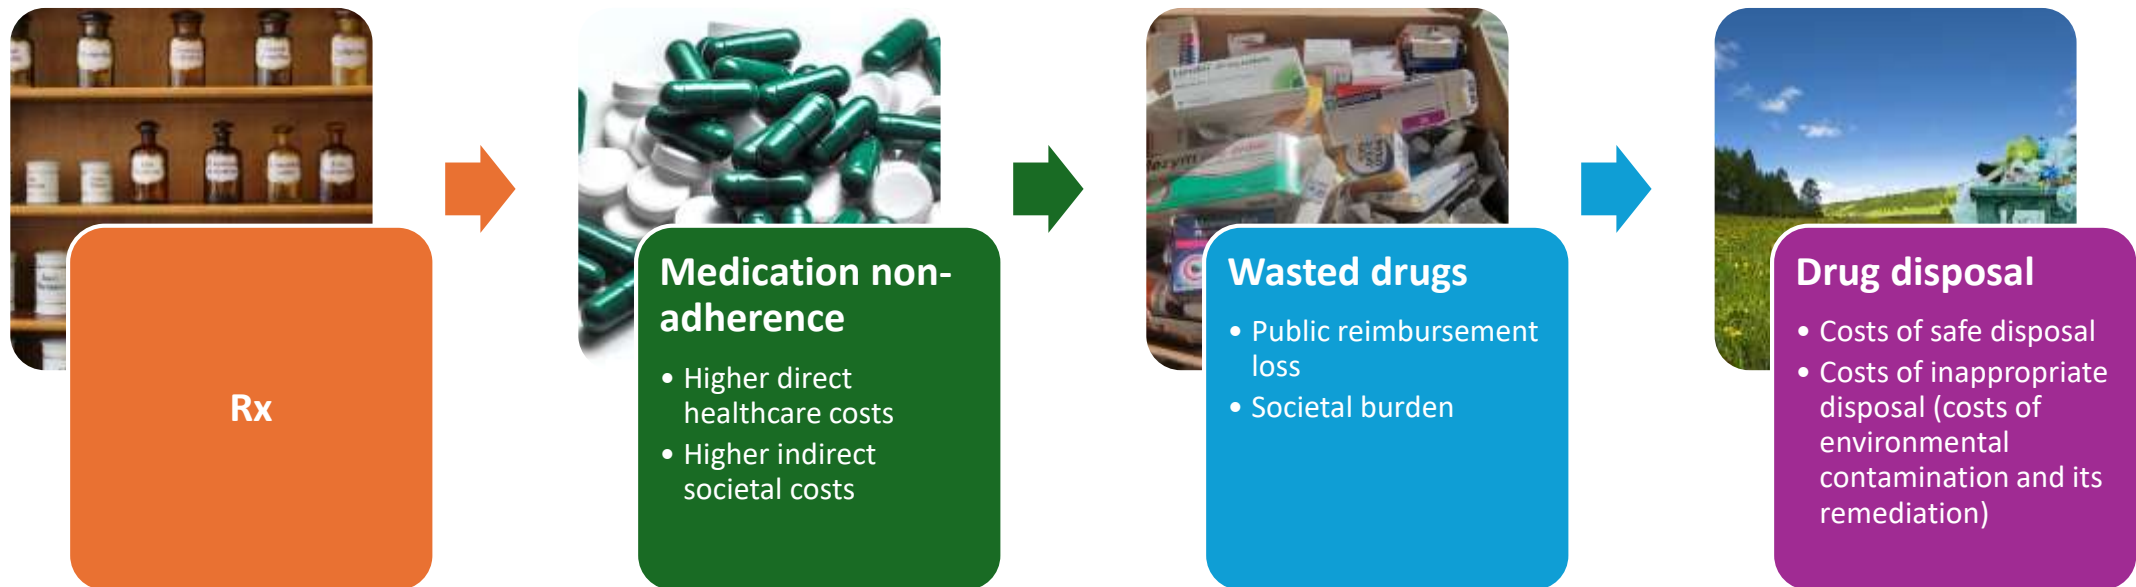 Rx
Medication non-
adherence
• Higher direct
healthcare costs
• Higher indirect
societal costs
Wasted drugs
• Public reimbursement
loss
• Societal burden
Drug disposal
• Costs of safe disposal
• Costs of inappropriate
disposal (costs of
environmental
contamination and its
remediation)